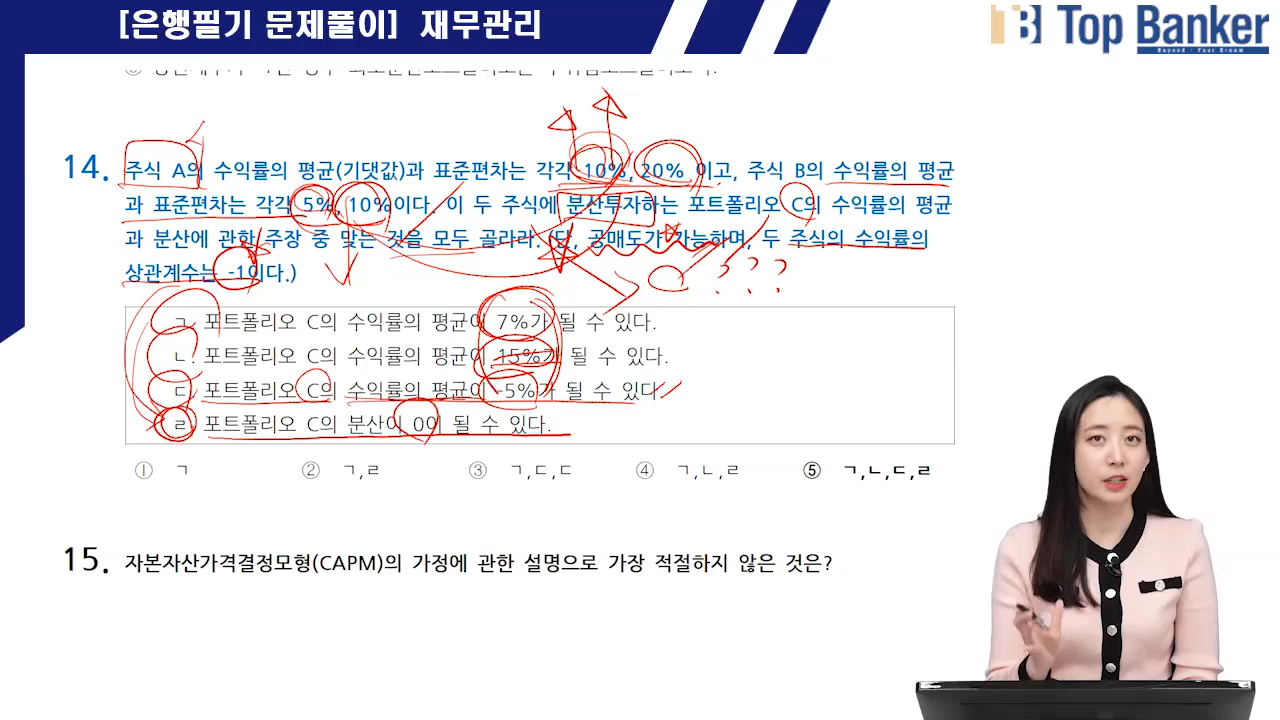 [은행필기 문제풀이] 재무관리
Top Banker
Beyond · Your Dream
14. 주식 A의 수익률의 평균(기댓값)과 표준편차는 각각 10%, 20% 이고, 주식 B의 수익률의 평균
과 표준편차는 각각 5%, 10%이다. 이 두 주식에 분산투자하는 포트폴리오 C의 수익률의 평균
과 분산에 관한 주장 중 맞는 것을 모두 골라라. (단, 공매도가 가능하며, 두 주식의 수익률의
상관계수는 -1이다.)
ㄱ. 포트폴리오 C의 수익률의 평균이 7%가 될 수 있다.
ㄴ. 포트폴리오 C의 수익률의 평균이 15%가 될 수 있다.
ㄷ. 포트폴리오 C의 수익률의 평균이 -5%가 될 수 있다.
ㄹ. 포트폴리오 C의 분산이 0이 될 수 있다.
① ㄱ ② ㄱ,ㄹ ③ ㄱ,ㄷ,ㄷ ④ ㄱ,ㄴ,ㄹ ⑤ ㄱ,ㄴ,ㄷ,ㄹ
15. 자본자산가격결정모형(CAPM)의 가정에 관한 설명으로 가장 적절하지 않은 것은?